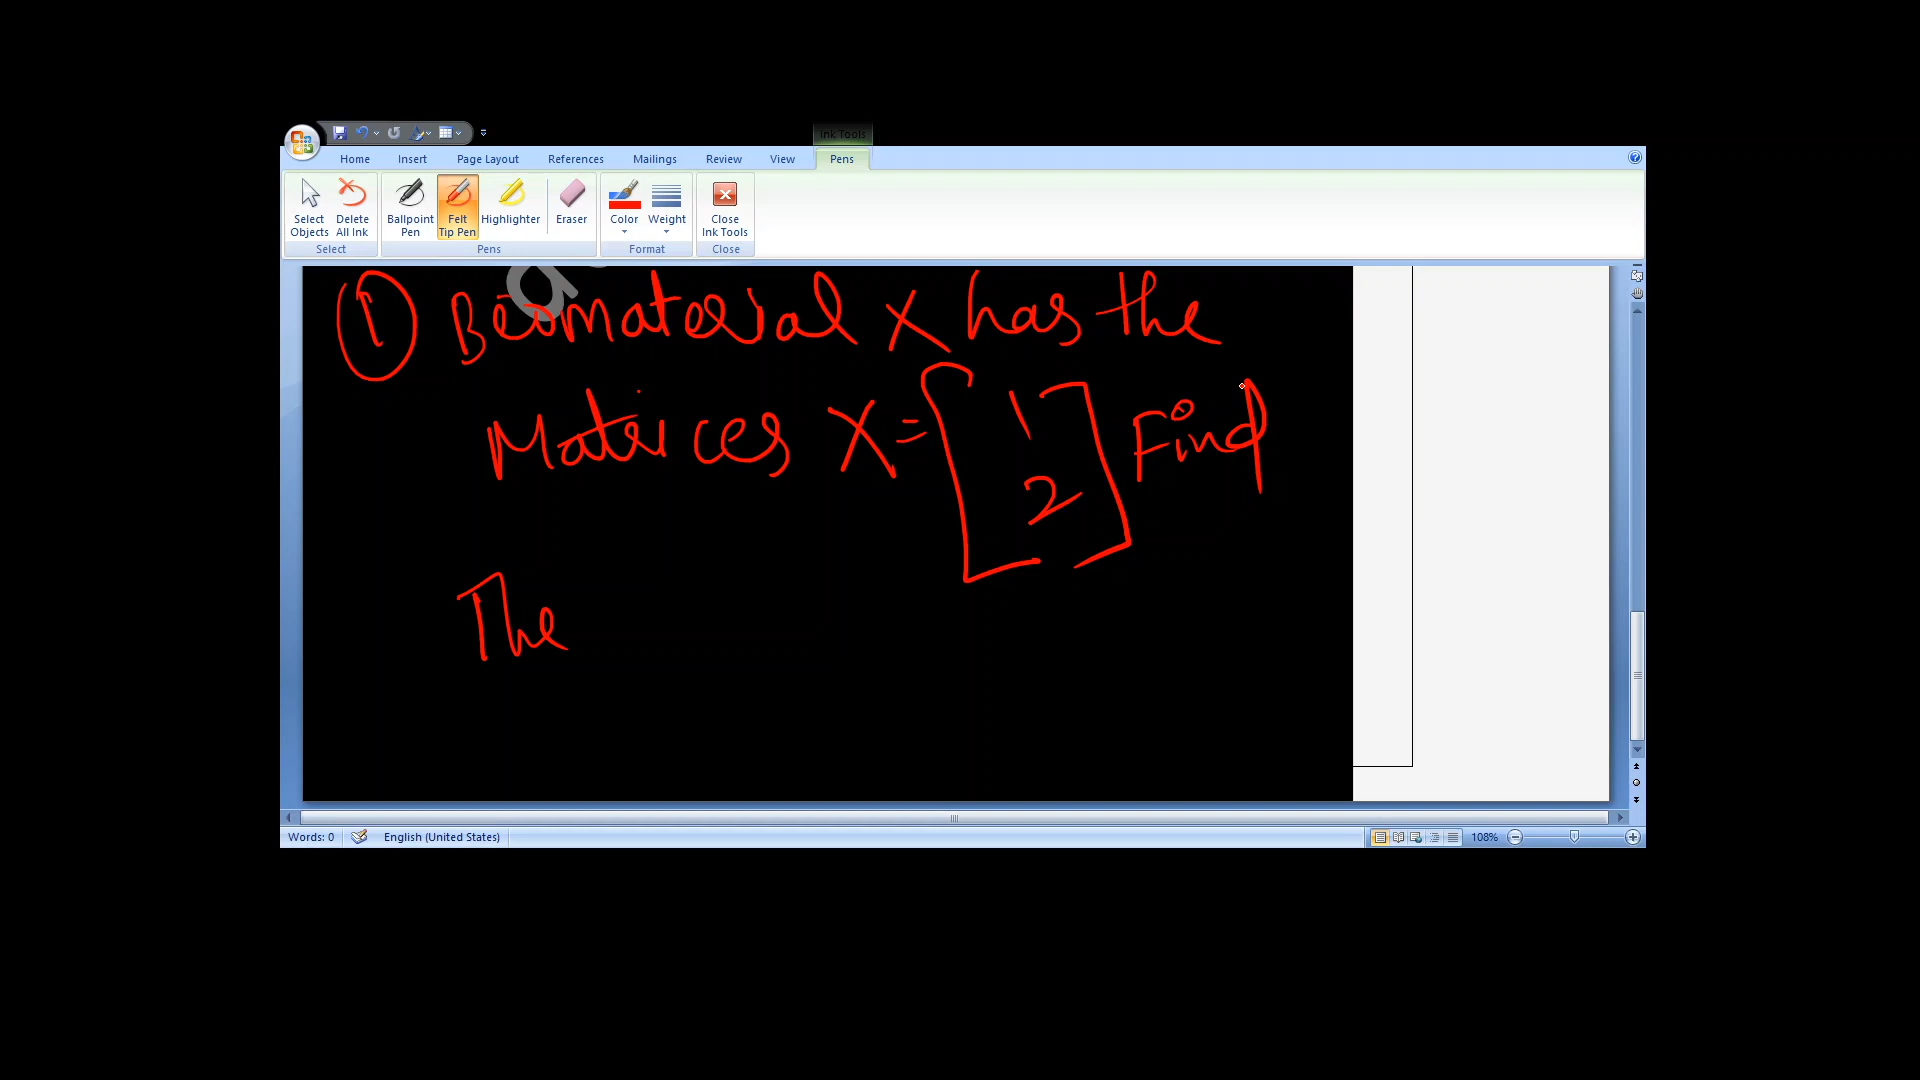 Ink Tools
Home Insert Page Layout References Mailings Review View Pens
Select Objects Delete All Ink Ballpoint Pen Felt Tip Pen Highlighter Eraser Color Weight Close Ink Tools
Select Pens Format Close
① Biomaterial X has the
Matrices X = [1 Find
2]
The
Words: 0 English (United States) 108%